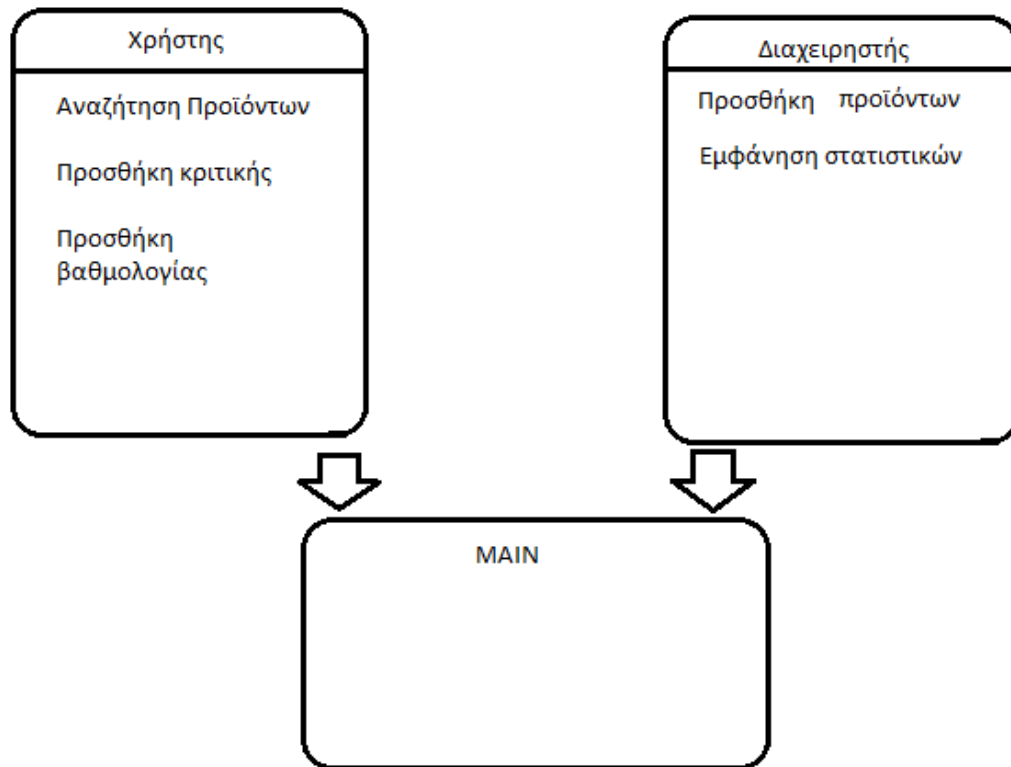 Χρήστης
Αναζήτηση Προϊόντων
Προσθήκη κριτικής
Προσθήκη
βαθμολογίας
Διαχειρηστής
Προσθήκη προϊόντων
Εμφάνηση στατιστικών
MAIN